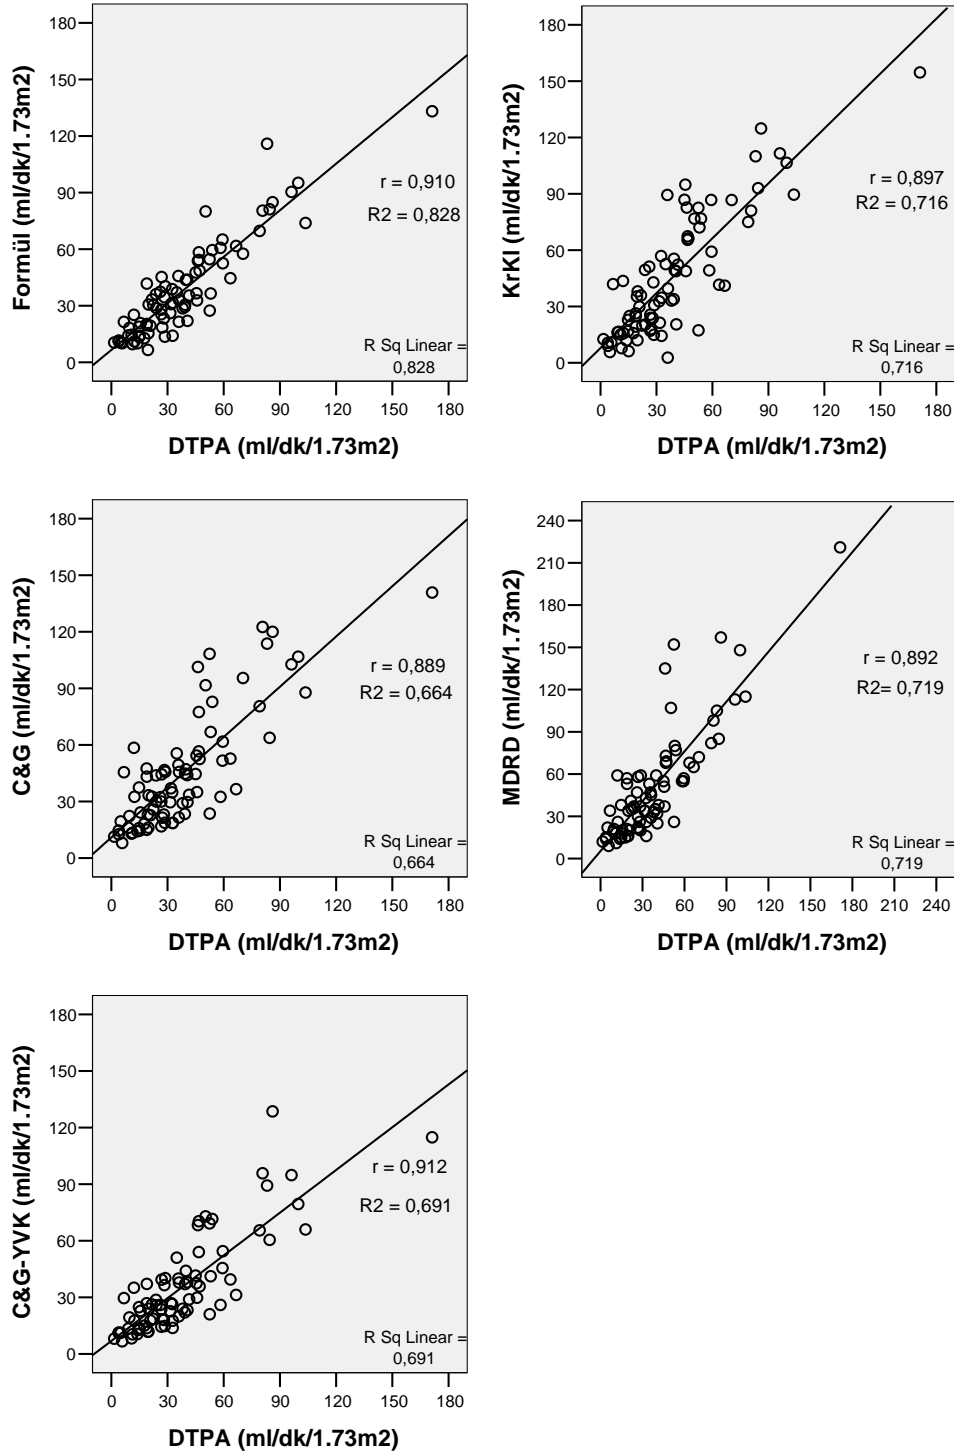 180
150
120
90
60
30
0
Formül (ml/dk/1.73m2)
r = 0,910
R2 = 0,828
R Sq Linear =
0,828
0 30 60 90 120 150 180
DTPA (ml/dk/1.73m2)
180
150
120
90
60
30
0
KrKl (ml/dk/1.73m2)
r = 0,897
R2 = 0,716
R Sq Linear =
0,716
0 30 60 90 120 150 180
DTPA (ml/dk/1.73m2)
180
150
120
90
60
30
0
C&G (ml/dk/1.73m2)
r = 0,889
R2 = 0,664
R Sq Linear =
0,664
0 30 60 90 120 150 180
DTPA (ml/dk/1.73m2)
240
210
180
150
120
90
60
30
0
MDRD (ml/dk/1.73m2)
r = 0,892
R2= 0,719
R Sq Linear =
0,719
0 30 60 90 120 150 180 210 240
DTPA (ml/dk/1.73m2)
180
150
120
90
60
30
0
C&G-YVK (ml/dk/1.73m2)
r = 0,912
R2 = 0,691
R Sq Linear =
0,691
0 30 60 90 120 150 180
DTPA (ml/dk/1.73m2)